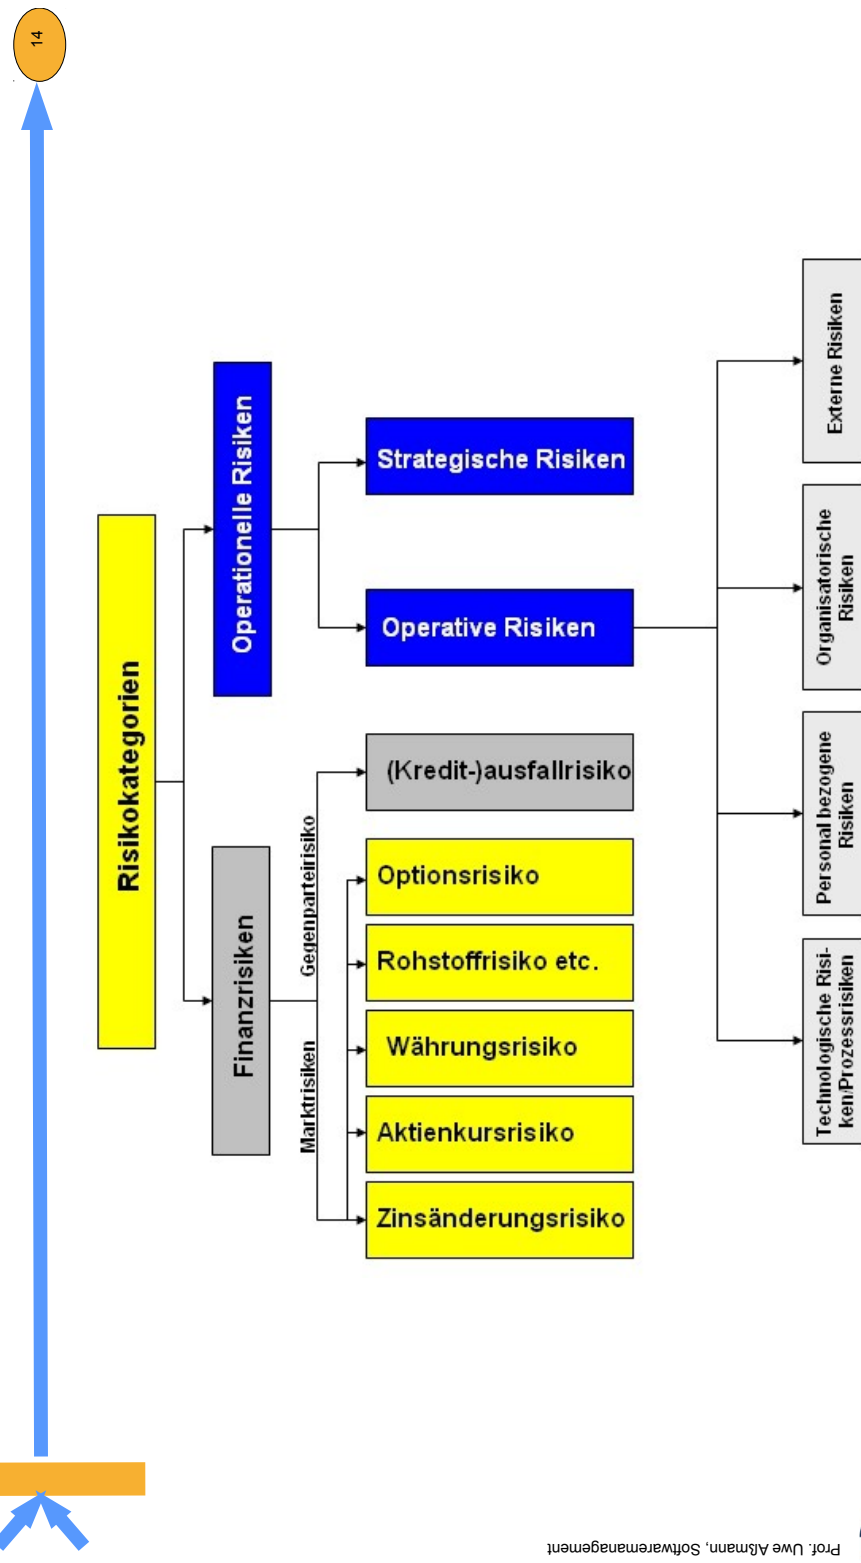 14
Risikokategorien
Finanzrisiken
Operationelle Risiken
Marktrisiken
Gegenparteirisiko
Zinsänderungsrisiko
Aktienkursrisiko
Währungsrisiko
Rohstoffrisiko etc.
Optionsrisiko
(Kredit-)ausfallrisiko
Operative Risiken
Strategische Risiken
Technologische Risi-
ken/Prozessrisiken
Personal bezogene
Risiken
Organisatorische
Risiken
Externe Risiken
Prof. Uwe Aßmann, Softwaremanagement